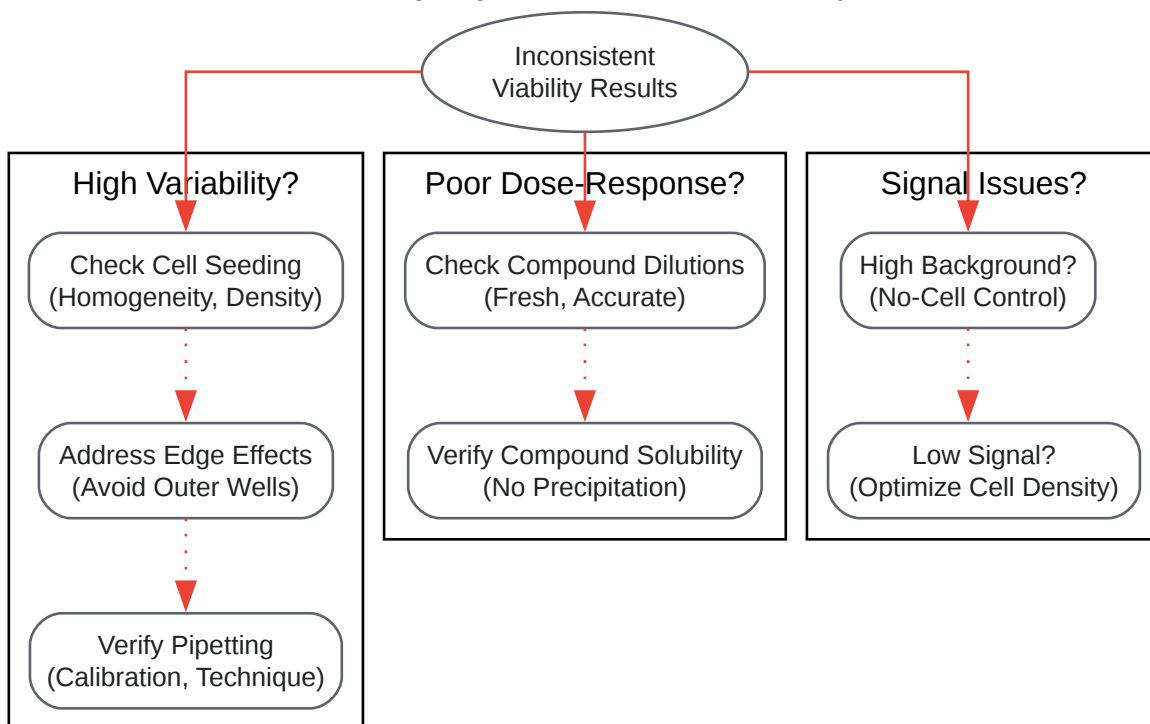 Inconsistent
Viability Results
High Variability?
Check Cell Seeding
(Homogeneity, Density)
Address Edge Effects
(Avoid Outer Wells)
Verify Pipetting
(Calibration, Technique)
Poor Dose-Response?
Check Compound Dilutions
(Fresh, Accurate)
Verify Compound Solubility
(No Precipitation)
Signal Issues?
High Background?
(No-Cell Control)
Low Signal?
(Optimize Cell Density)